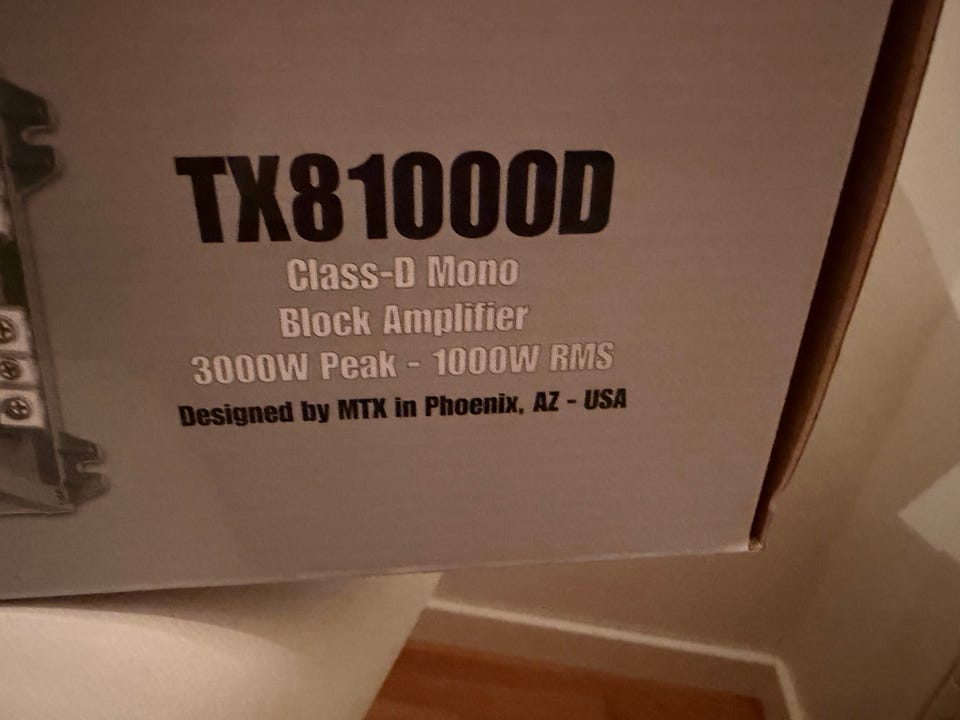 TX81000D
Class-D Mono
Block Amplifier
3000W Peak - 1000W RMS
Designed by MTX in Phoenix, AZ - USA